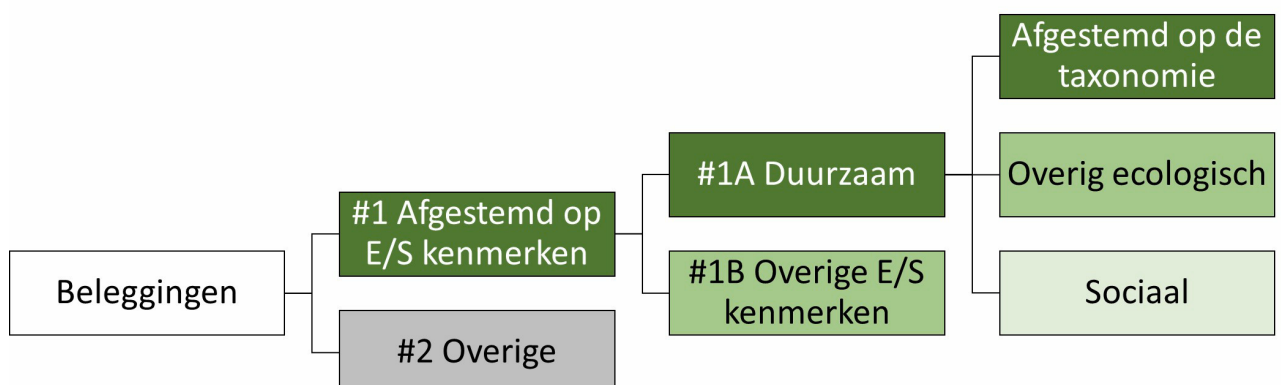 Beleggingen
#1 Afgestemd op
E/S kenmerken
#2 Overige
#1A Duurzaam
#1B Overige E/S
kenmerken
Afgestemd op de
taxonomie
Overig ecologisch
Sociaal